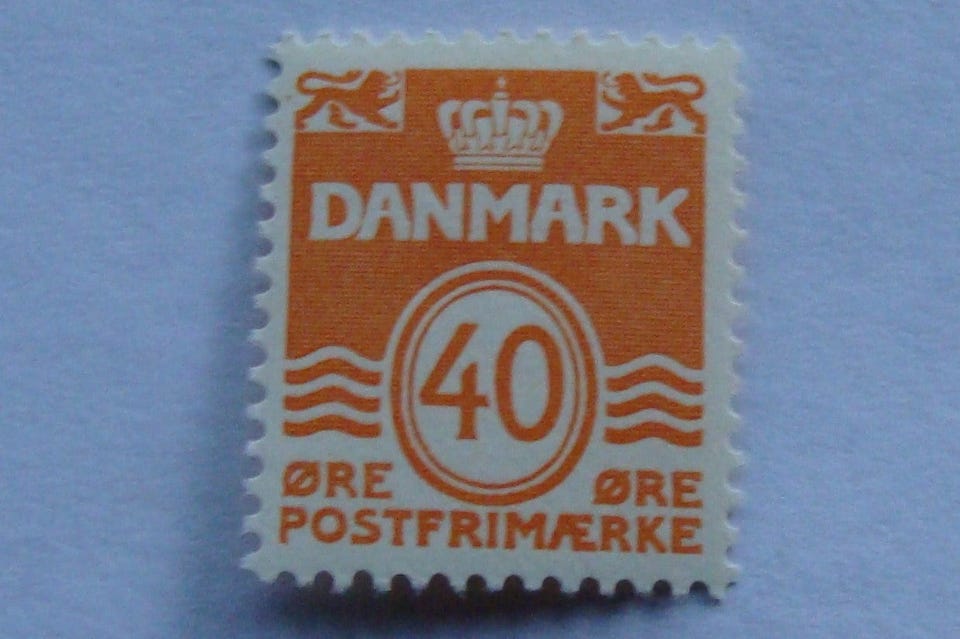 DANMARK
40
ØRE ØRE
POSTFRIMÆRKE